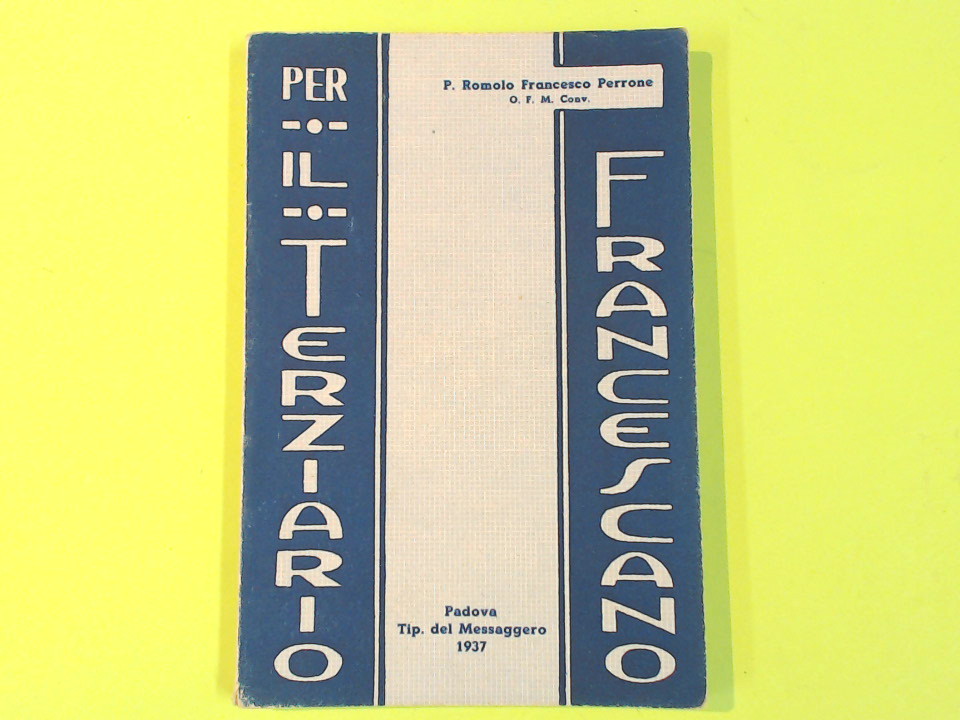 P. Romolo Francesco Perrone
O. F. M. Conv.
PER
IL
TERZIARIO
FRANCESCANO
Padova
Tip. del Messaggero
1937